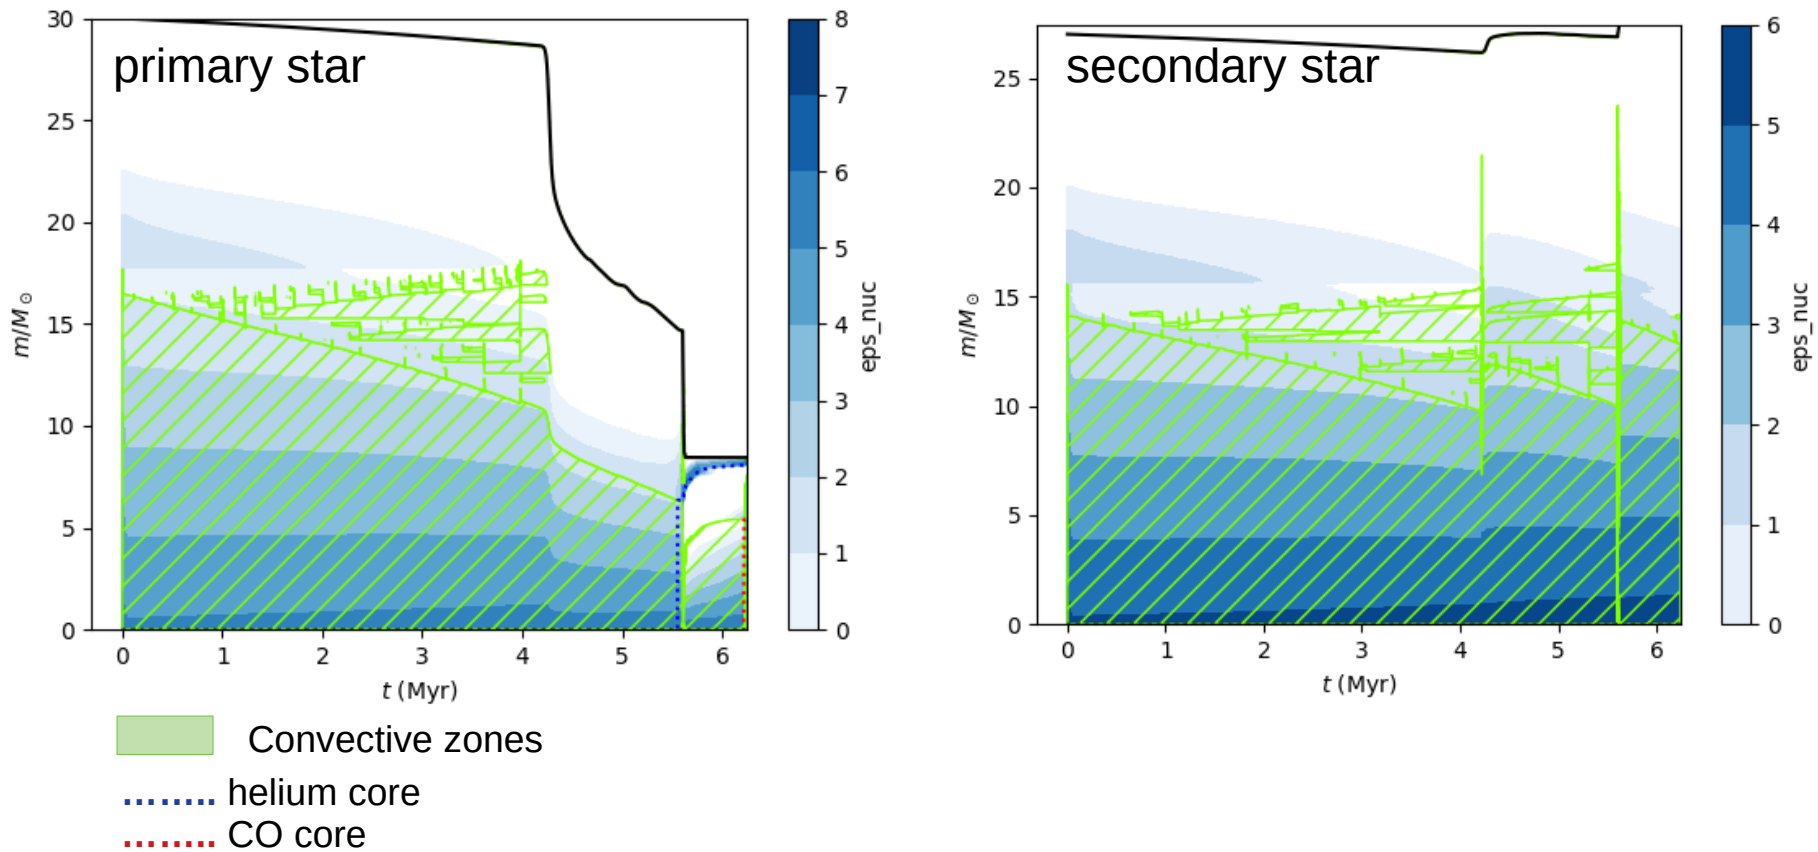 primary star
30
25
20
15
10
5
0
m/M⊙
0 1 2 3 4 5 6
t (Myr)
8
7
6
5
4
3
2
1
0
eps_nuc
secondary star
25
20
15
10
5
0
m/M⊙
0 1 2 3 4 5 6
t (Myr)
6
5
4
3
2
1
0
eps_nuc
Convective zones
helium core
CO core